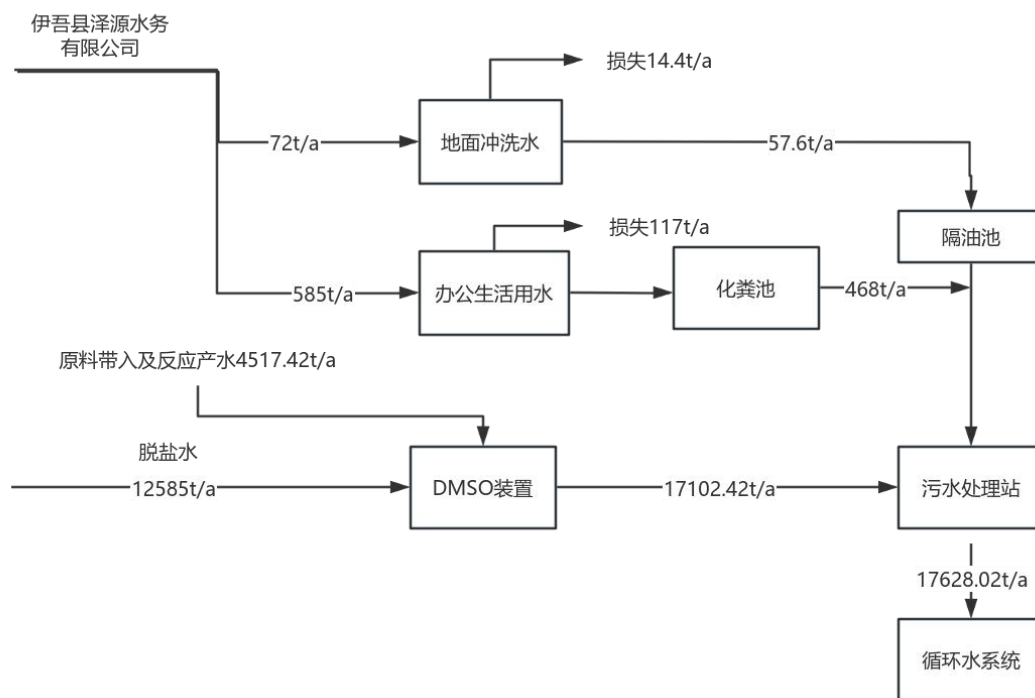 伊吾县泽源水务
有限公司
损失14.4t/a
72t/a
地面冲洗水
57.6t/a
隔油池
损失117t/a
585t/a
办公生活用水
化粪池
468t/a
原料带入及反应产水4517.42t/a
脱盐水
12585t/a
DMSO装置
17102.42t/a
污水处理站
17628.02t/a
循环水系统